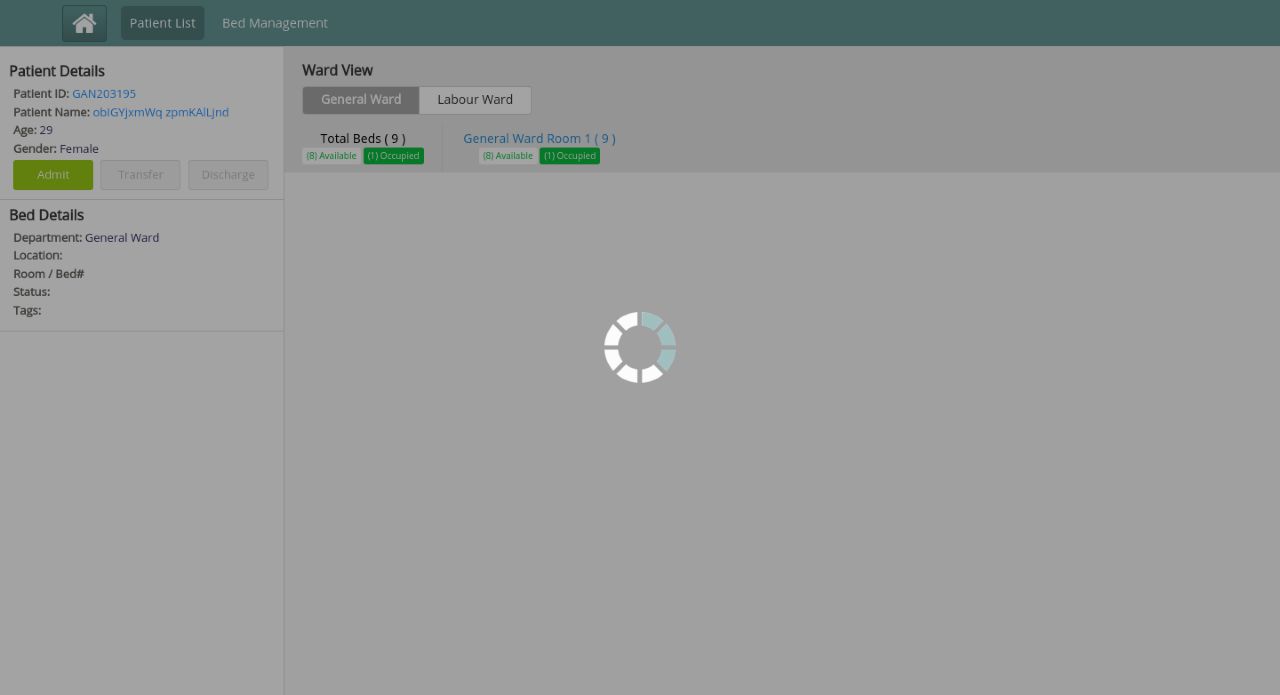 Patient List Bed Management
Patient Details
Patient ID: GAN203195
Patient Name: obiGYjxmWq zpmKAlLjnd
Age: 29
Gender: Female
Admit Transfer Discharge
Bed Details
Department: General Ward
Location:
Room / Bed#
Status:
Tags:
Ward View
General Ward Labour Ward
Total Beds ( 9 )
(8) Available (1) Occupied
General Ward Room 1 ( 9 )
(8) Available (1) Occupied